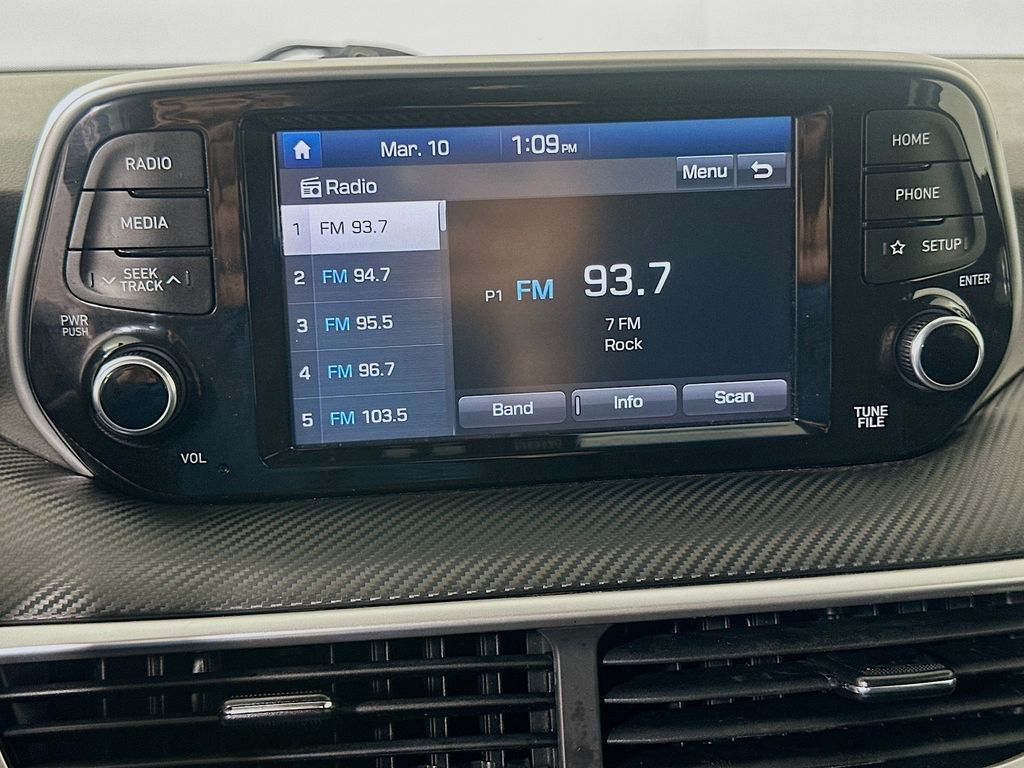 RADIO
MEDIA
SEEK
TRACK
PWR
PUSH
VOL
Mar. 10 1:09 PM
Radio
Menu
1 FM 93.7
2 FM 94.7
3 FM 95.5
4 FM 96.7
5 FM 103.5
P1 FM 93.7
7 FM
Rock
Band Info Scan
HOME
PHONE
SETUP
ENTER
TUNE
FILE